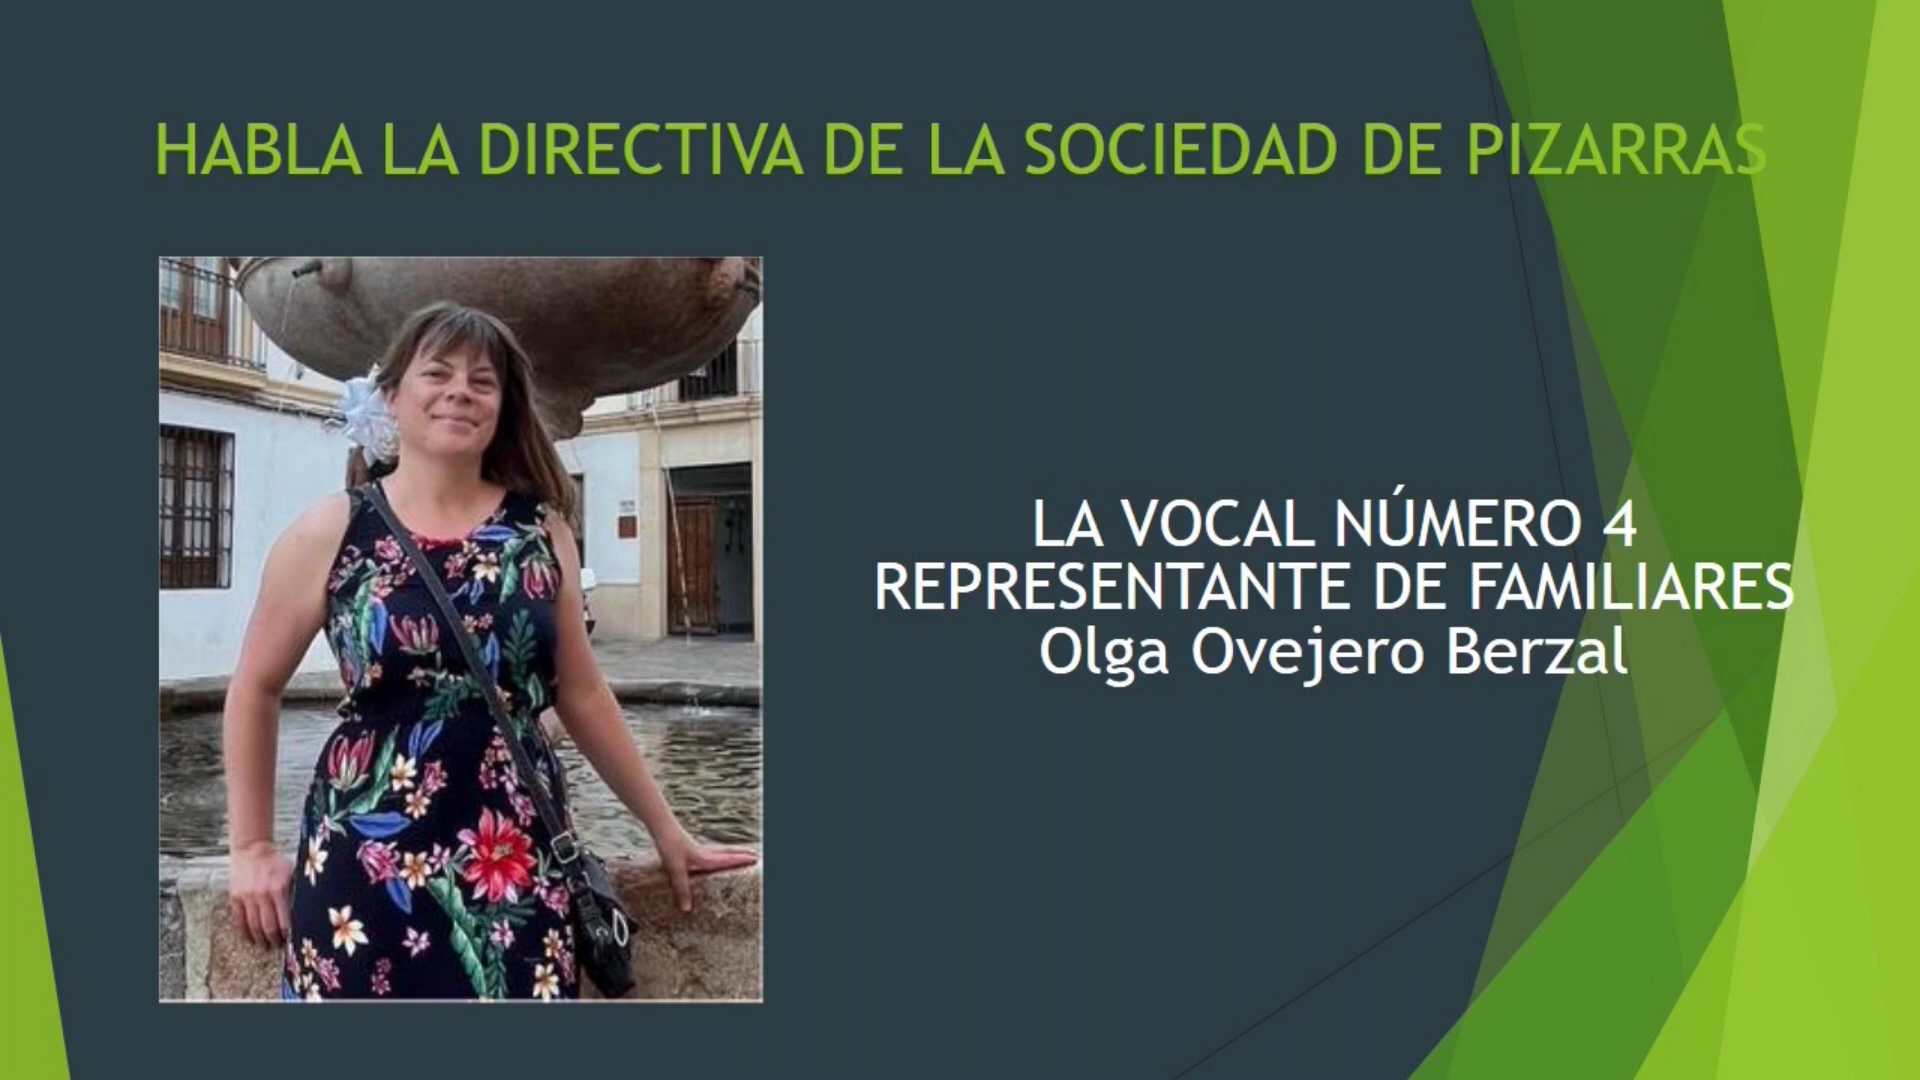 HABLA LA DIRECTIVA DE LA SOCIEDAD DE PIZARRAS
LA VOCAL NÚMERO 4
REPRESENTANTE DE FAMILIARES
Olga Ovejero Berzal